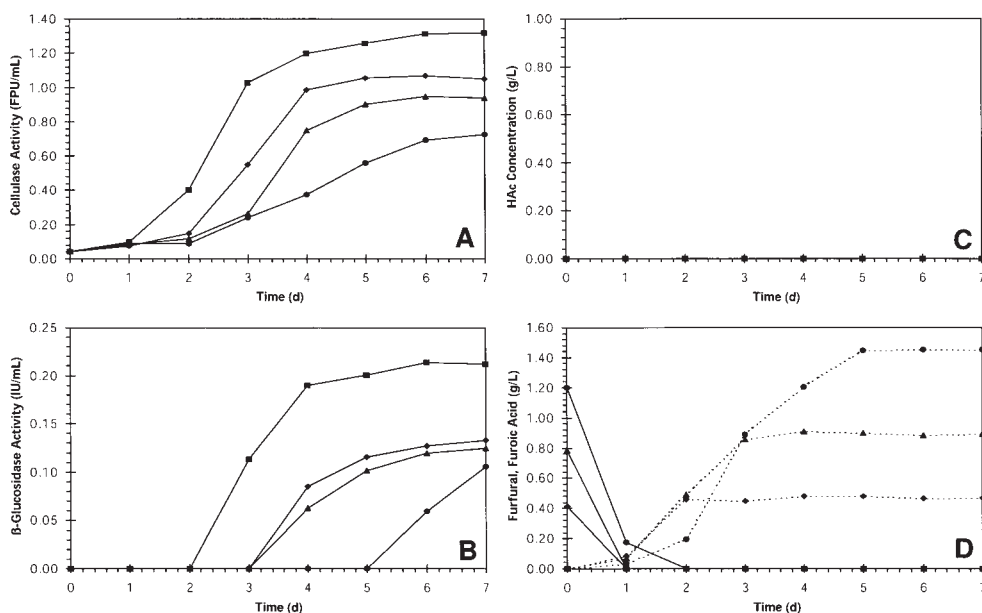 1.40
1.20
1.00
0.80
0.60
0.40
0.20
0.00
Cellulase Activity (FPU/mL)
A
0 1 2 3 4 5 6 7
Time (d)
1.00
0.80
0.60
0.40
0.20
0.00
HAc Concentration (g/L)
C
0 1 2 3 4 5 6 7
Time (d)
0.25
0.20
0.15
0.10
0.05
0.00
ß-Glucosidase Activity (IU/mL)
B
0 1 2 3 4 5 6 7
Time (d)
1.60
1.40
1.20
1.00
0.80
0.60
0.40
0.20
0.00
Furfural, Furoic Acid (g/L)
D
0 1 2 3 4 5 6 7
Time (d)